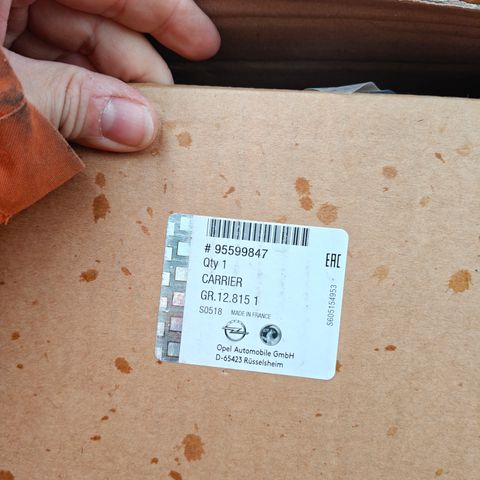 # 95599847
Qty 1
CARRIER
GR.12.815 1
S0518 MADE IN FRANCE
Opel Automobile GmbH
D-65423 Rüsselsheim
EAC
S605154953